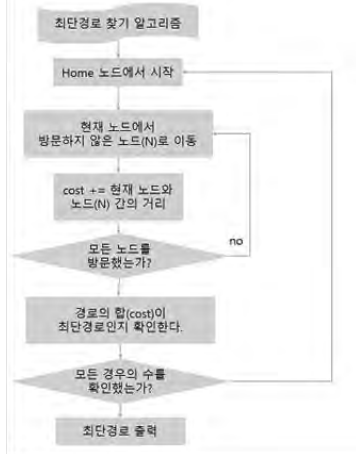 최단경로 찾기 알고리즘
Home 노드에서 시작
현재 노드에서
방문하지 않은 노드(N)로 이동
cost += 현재 노드와
노드(N) 간의 거리
모든 노드를
방문했는가?
no
경로의 합(cost)이
최단경로인지 확인한다.
모든 경우의 수를
확인했는가?
최단경로 출력